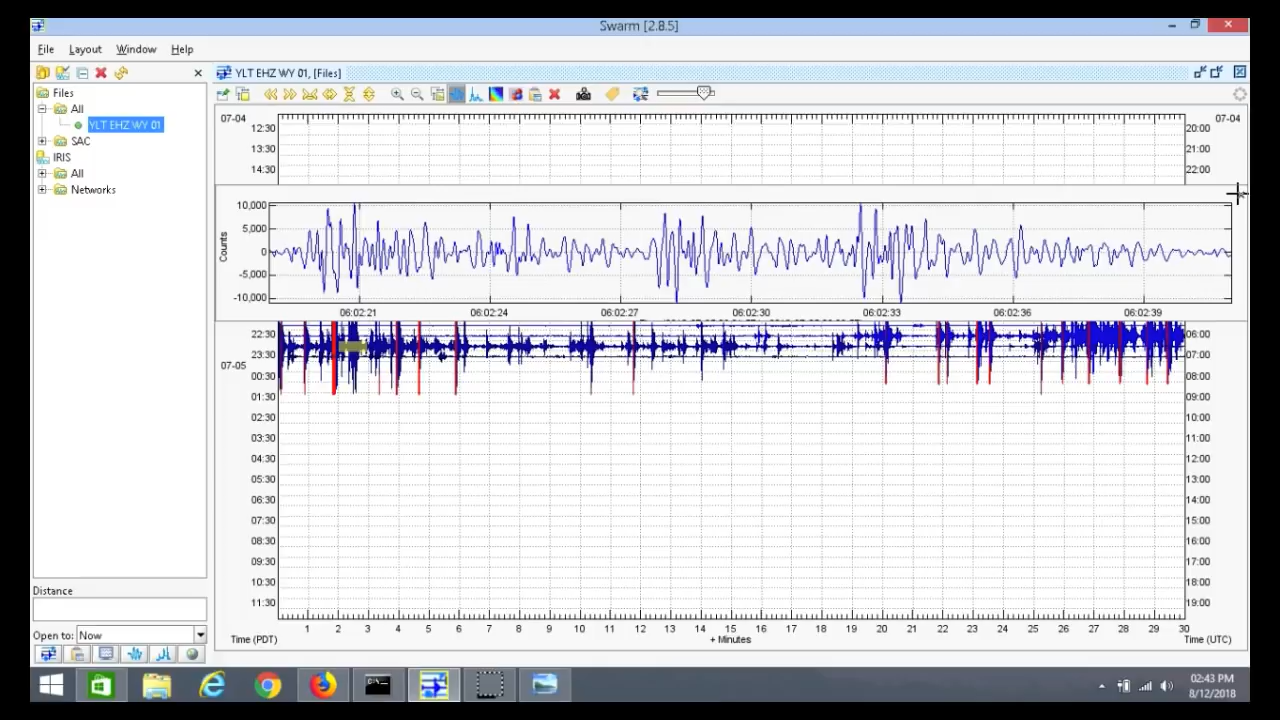 Swarm [2.8.5]
File Layout Window Help
YLT EHZ WY 01, [Files]
Files
All
YLT EHZ WY 01
SAC
IRIS
All
Networks
07-04 07-04
12:30 20:00
13:30 21:00
14:30 22:00
10,000
5,000
0
-5,000
-10,000
Counts
06:02:21 06:02:24 06:02:27 06:02:30 06:02:33 06:02:36 06:02:39
22:30 06:00
23:30 07:00
07-05
00:30 08:00
01:30 09:00
02:30 10:00
03:30 11:00
04:30 12:00
05:30 13:00
06:30 14:00
07:30 15:00
08:30 16:00
09:30 17:00
10:30 18:00
11:30 19:00
1 2 3 4 5 6 7 8 9 10 11 12 13 14 15 16 17 18 19 20 21 22 23 24 25 26 27 28 29 30
Time (PDT) + Minutes Time (UTC)
Distance
Open to: Now
02:43 PM
8/12/2018